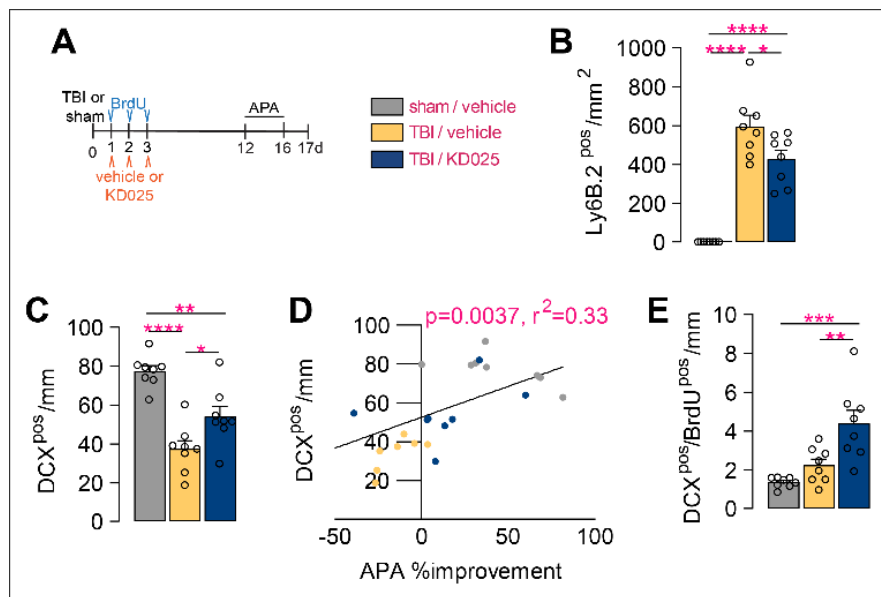 A
TBI or
sham
BrdU
APA
0 1 2 3 12 16 17d
vehicle or
KD025
sham / vehicle
TBI / vehicle
TBI / KD025
B
****
**** *
Ly6B.2 pos/mm2
1000
800
600
400
200
0
C
**
****
*
DCXpos/mm
100
80
60
40
20
0
D
p=0.0037, r2=0.33
DCXpos/mm
100
80
60
40
20
0
-50 0 50 100
APA %improvement
E
***
**
DCXpos/BrdUpos/mm
8
6
4
2
0